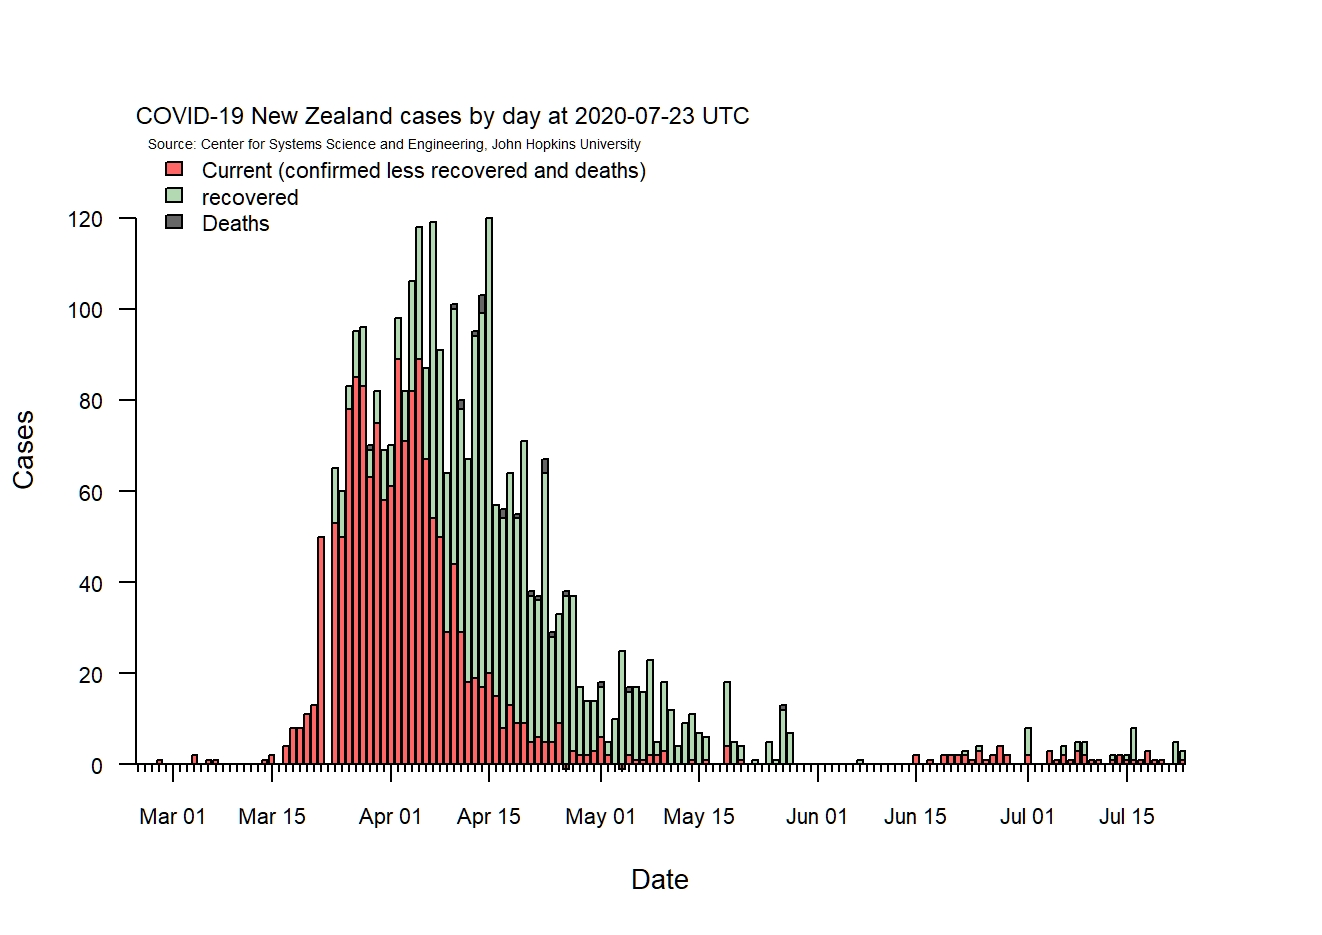 COVID-19 New Zealand cases by day at 2020-07-23 UTC
Source: Center for Systems Science and Engineering, John Hopkins University
Current (confirmed less recovered and deaths)
recovered
Deaths
120
100
80
60
40
20
0
Cases
Mar 01 Mar 15 Apr 01 Apr 15 May 01 May 15 Jun 01 Jun 15 Jul 01 Jul 15
Date